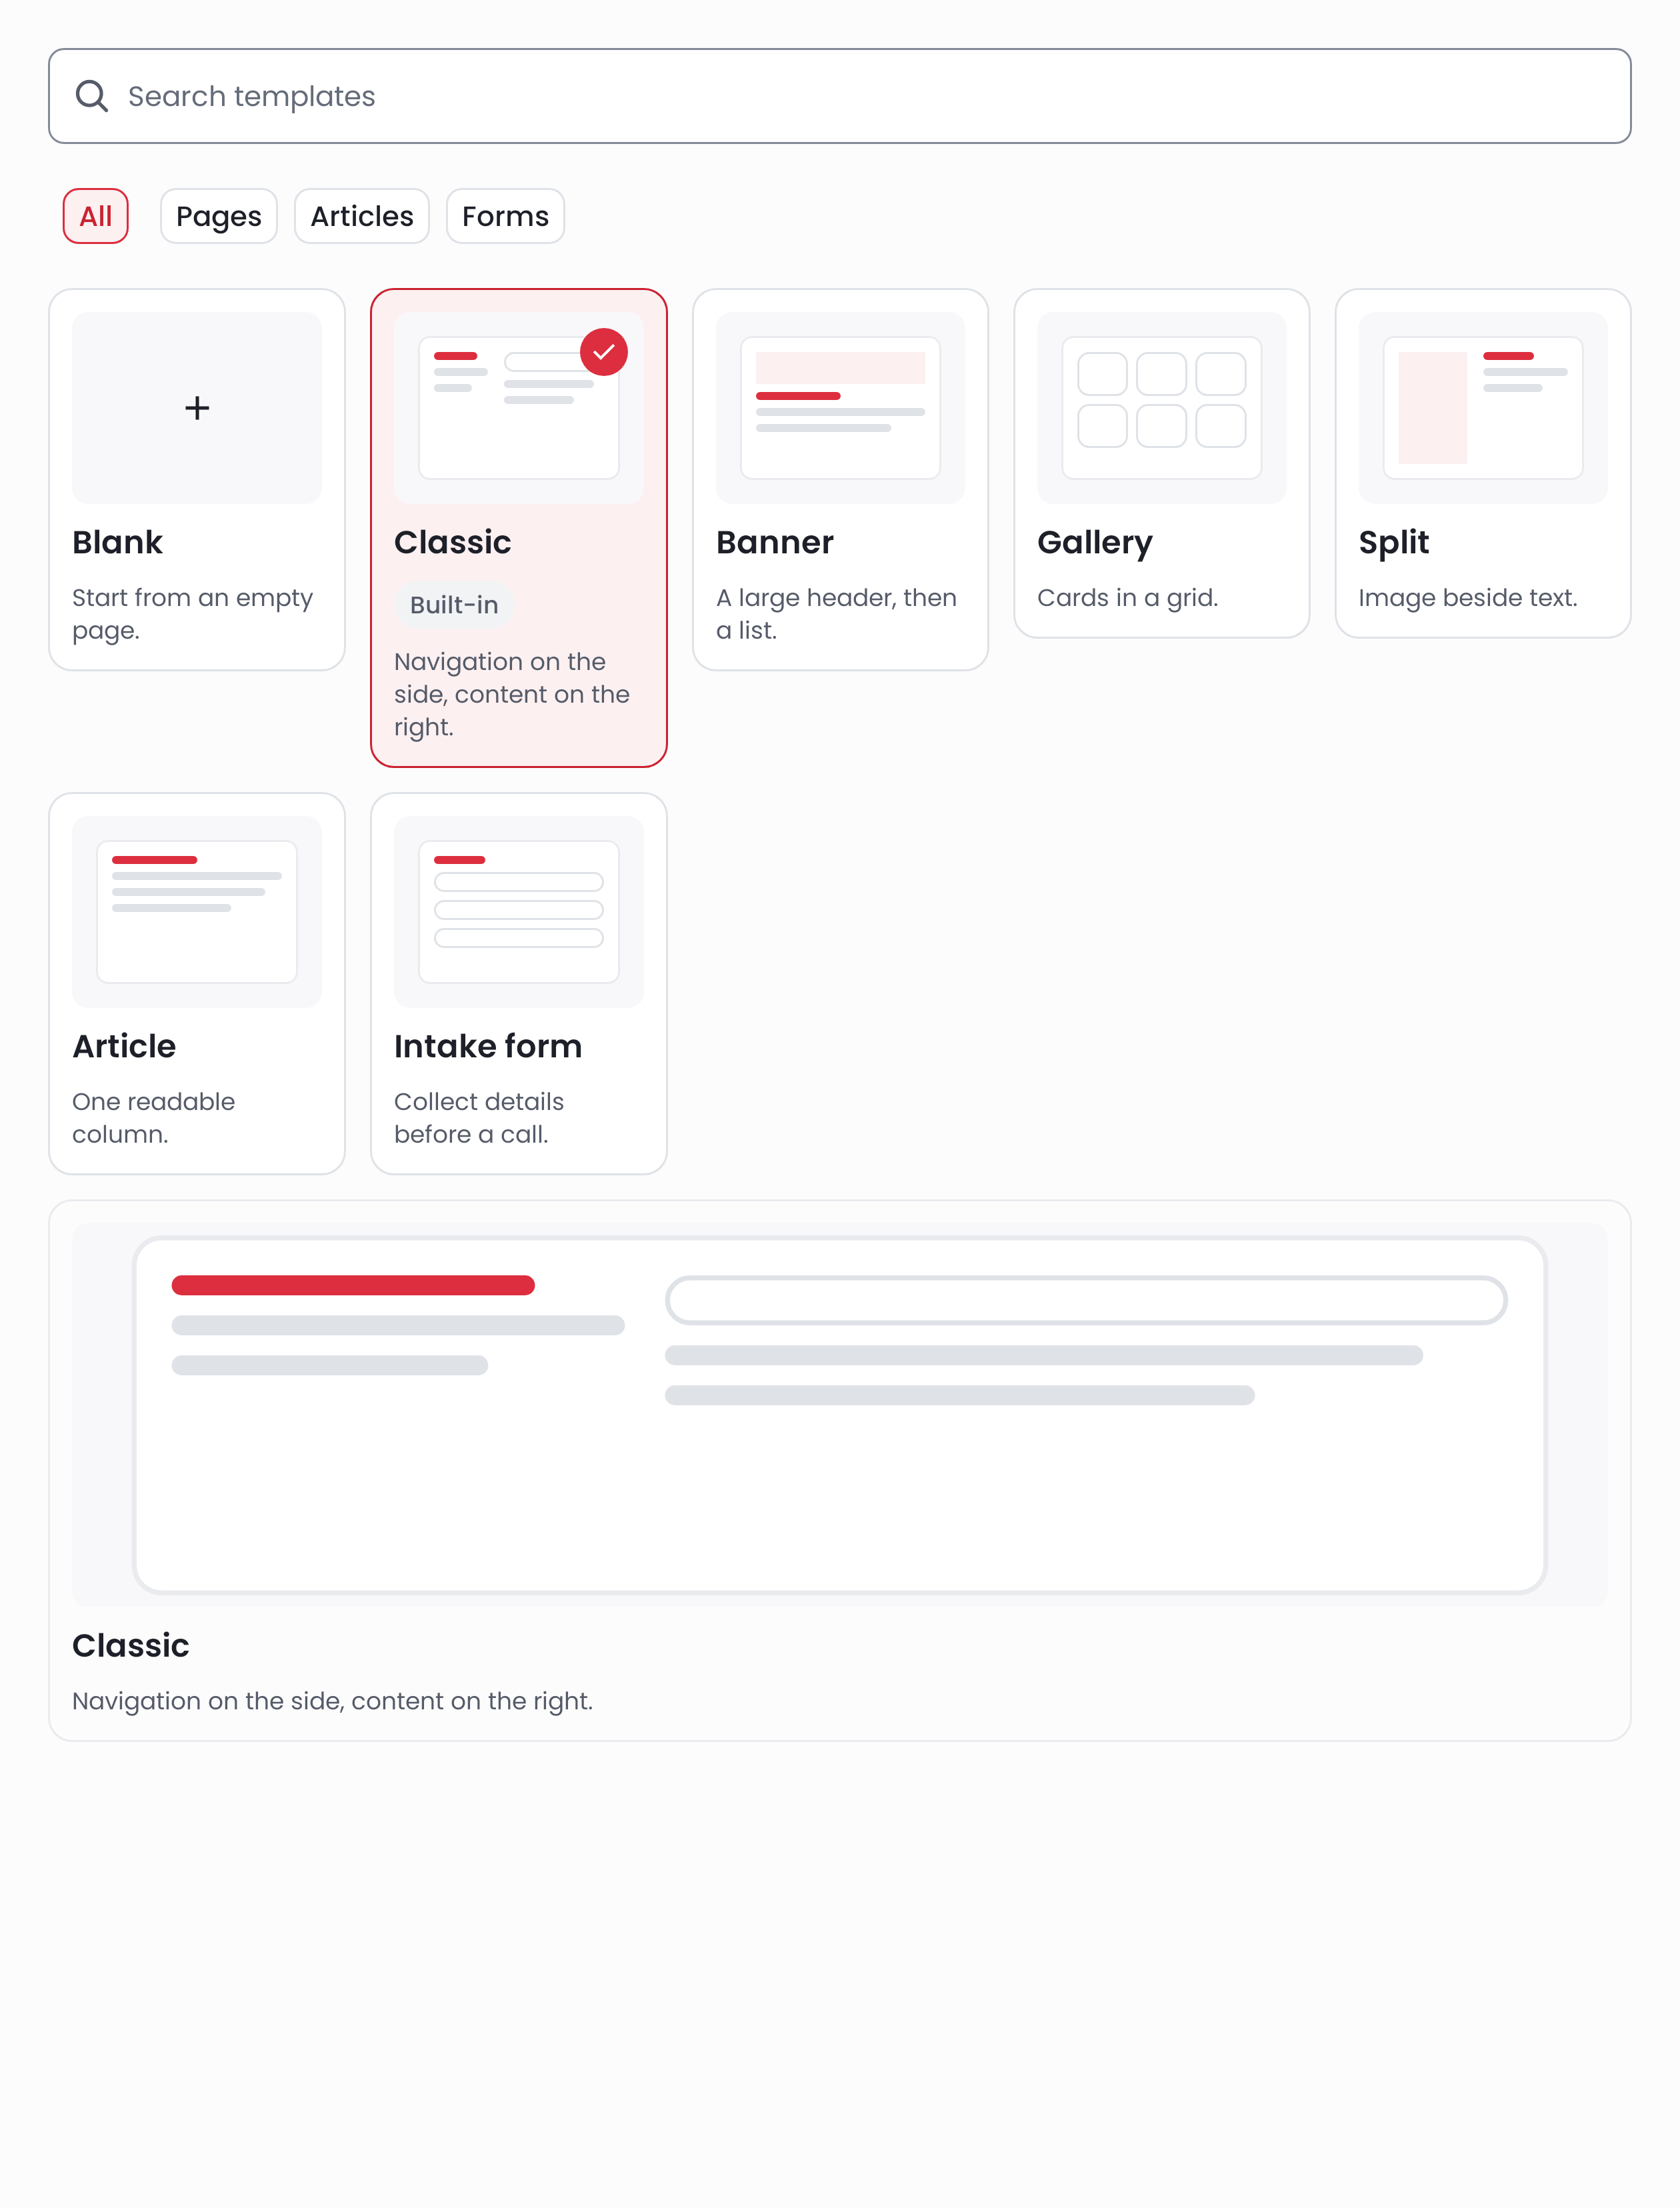 Search templates
All
Pages
Articles
Forms
Blank
Start from an empty
page.
Classic
Built-in
Navigation on the
side, content on the
right.
Banner
A large header, then
a list.
Gallery
Cards in a grid.
Split
Image beside text.
Article
One readable
column.
Intake form
Collect details
before a call.
Classic
Navigation on the side, content on the right.